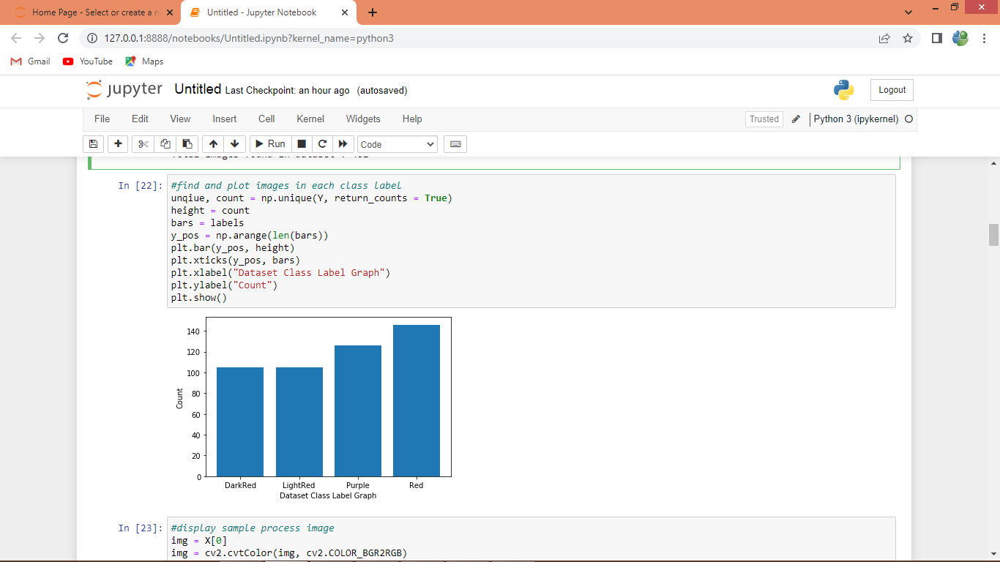 Home Page - Select or create a n
Untitled - Jupyter Notebook
127.0.0.1:8888/notebooks/Untitled.ipynb?kernel_name=python3
Gmail YouTube Maps
jupyter Untitled Last Checkpoint: an hour ago (autosaved)
Logout
File Edit View Insert Cell Kernel Widgets Help
Trusted Python 3 (ipykernel)
Run Code
In [22]: #find and plot images in each class label
unqiue, count = np.unique(Y, return_counts = True)
height = count
bars = labels
y_pos = np.arange(len(bars))
plt.bar(y_pos, height)
plt.xticks(y_pos, bars)
plt.xlabel("Dataset Class Label Graph")
plt.ylabel("Count")
plt.show()
140
120
100
80
60
40
20
0
Count
DarkRed LightRed Purple Red
Dataset Class Label Graph
In [23]: #display sample process image
img = X[0]
img = cv2.cvtColor(img, cv2.COLOR_BGR2RGB)